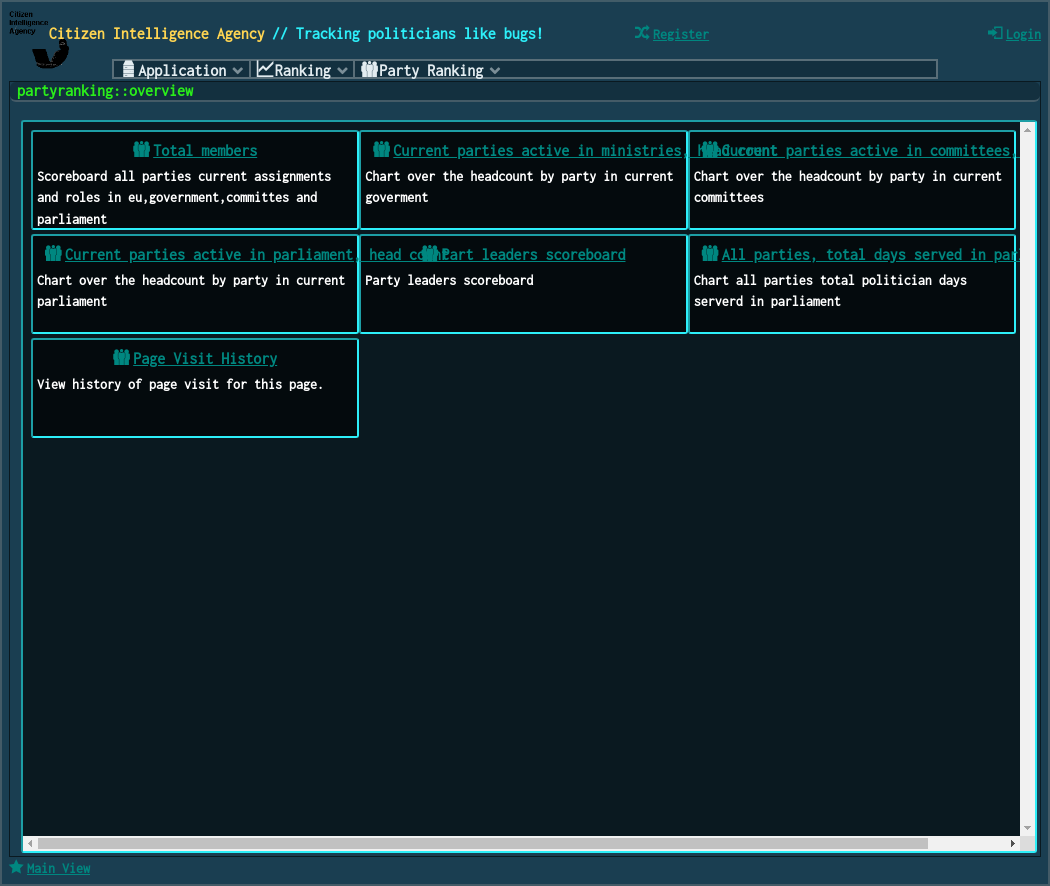 Citizen
Intelligence
Agency
Citizen Intelligence Agency // Tracking politicians like bugs!
Register
Login
Application
Ranking
Party Ranking
partyranking::overview
Total members
Scoreboard all parties current assignments
and roles in eu,government,committes and
parliament
Current parties active in ministries,
Chart over the headcount by party in current
goverment
Current parties active in committees,
Chart over the headcount by party in current
committees
Current parties active in parliament, head count
Chart over the headcount by party in current
parliament
Part leaders scoreboard
Party leaders scoreboard
All parties, total days served in par
Chart all parties total politician days
serverd in parliament
Page Visit History
View history of page visit for this page.
Main View